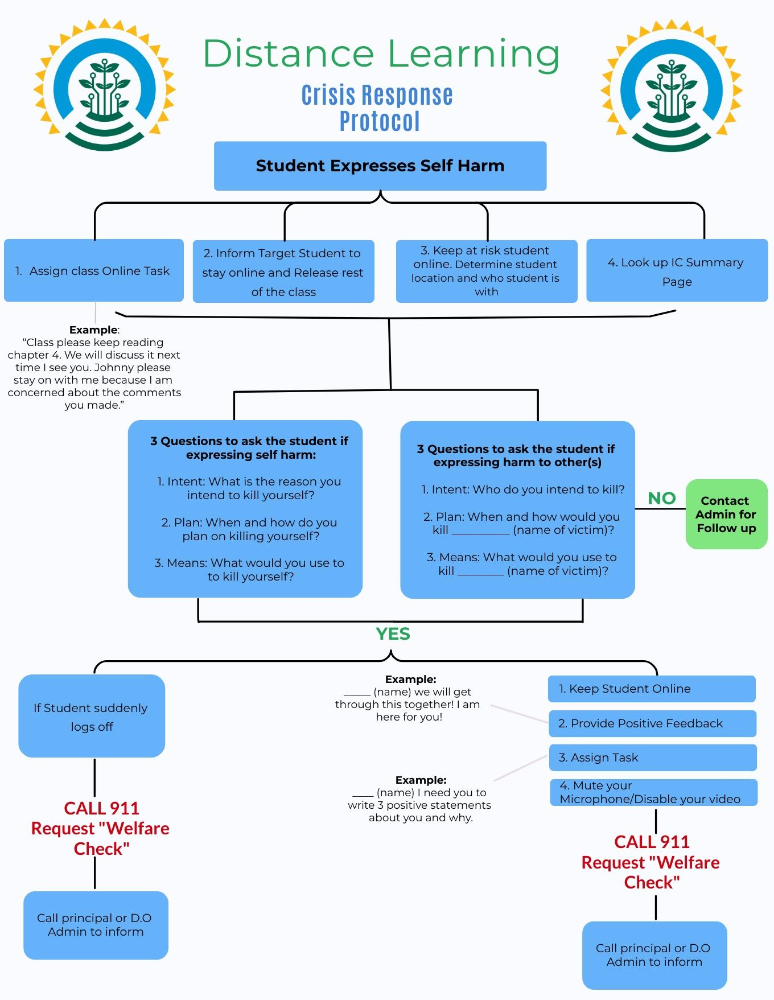 Distance Learning
Crisis Response
Protocol
Student Expresses Self Harm
1. Assign class Online Task
2. Inform Target Student to
stay online and Release rest
of the class
3. Keep at risk student
online. Determine student
location and who student is
with
4. Look up IC Summary
Page
Example:
“Class please keep reading
chapter 4. We will discuss it next
time I see you. Johnny please
stay on with me because I am
concerned about the comments
you made.”
3 Questions to ask the student if
expressing self harm:
1. Intent: What is the reason you
intend to kill yourself?
2. Plan: When and how do you
plan on killing yourself?
3. Means: What would you use to
to kill yourself?
3 Questions to ask the student if
expressing harm to other(s)
1. Intent: Who do you intend to kill?
2. Plan: When and how would you
kill __________ (name of victim)?
3. Means: What would you use to
kill ________ (name of victim)?
NO
Contact
Admin for
Follow up
YES
If Student suddenly
logs off
CALL 911
Request "Welfare
Check"
Call principal or D.O
Admin to inform
Example:
_____ (name) we will get
through this together! I am
here for you!
Example:
____ (name) I need you to
write 3 positive statements
about you and why.
1. Keep Student Online
2. Provide Positive Feedback
3. Assign Task
4. Mute your
Microphone/Disable your video
CALL 911
Request "Welfare
Check"
Call principal or D.O
Admin to inform